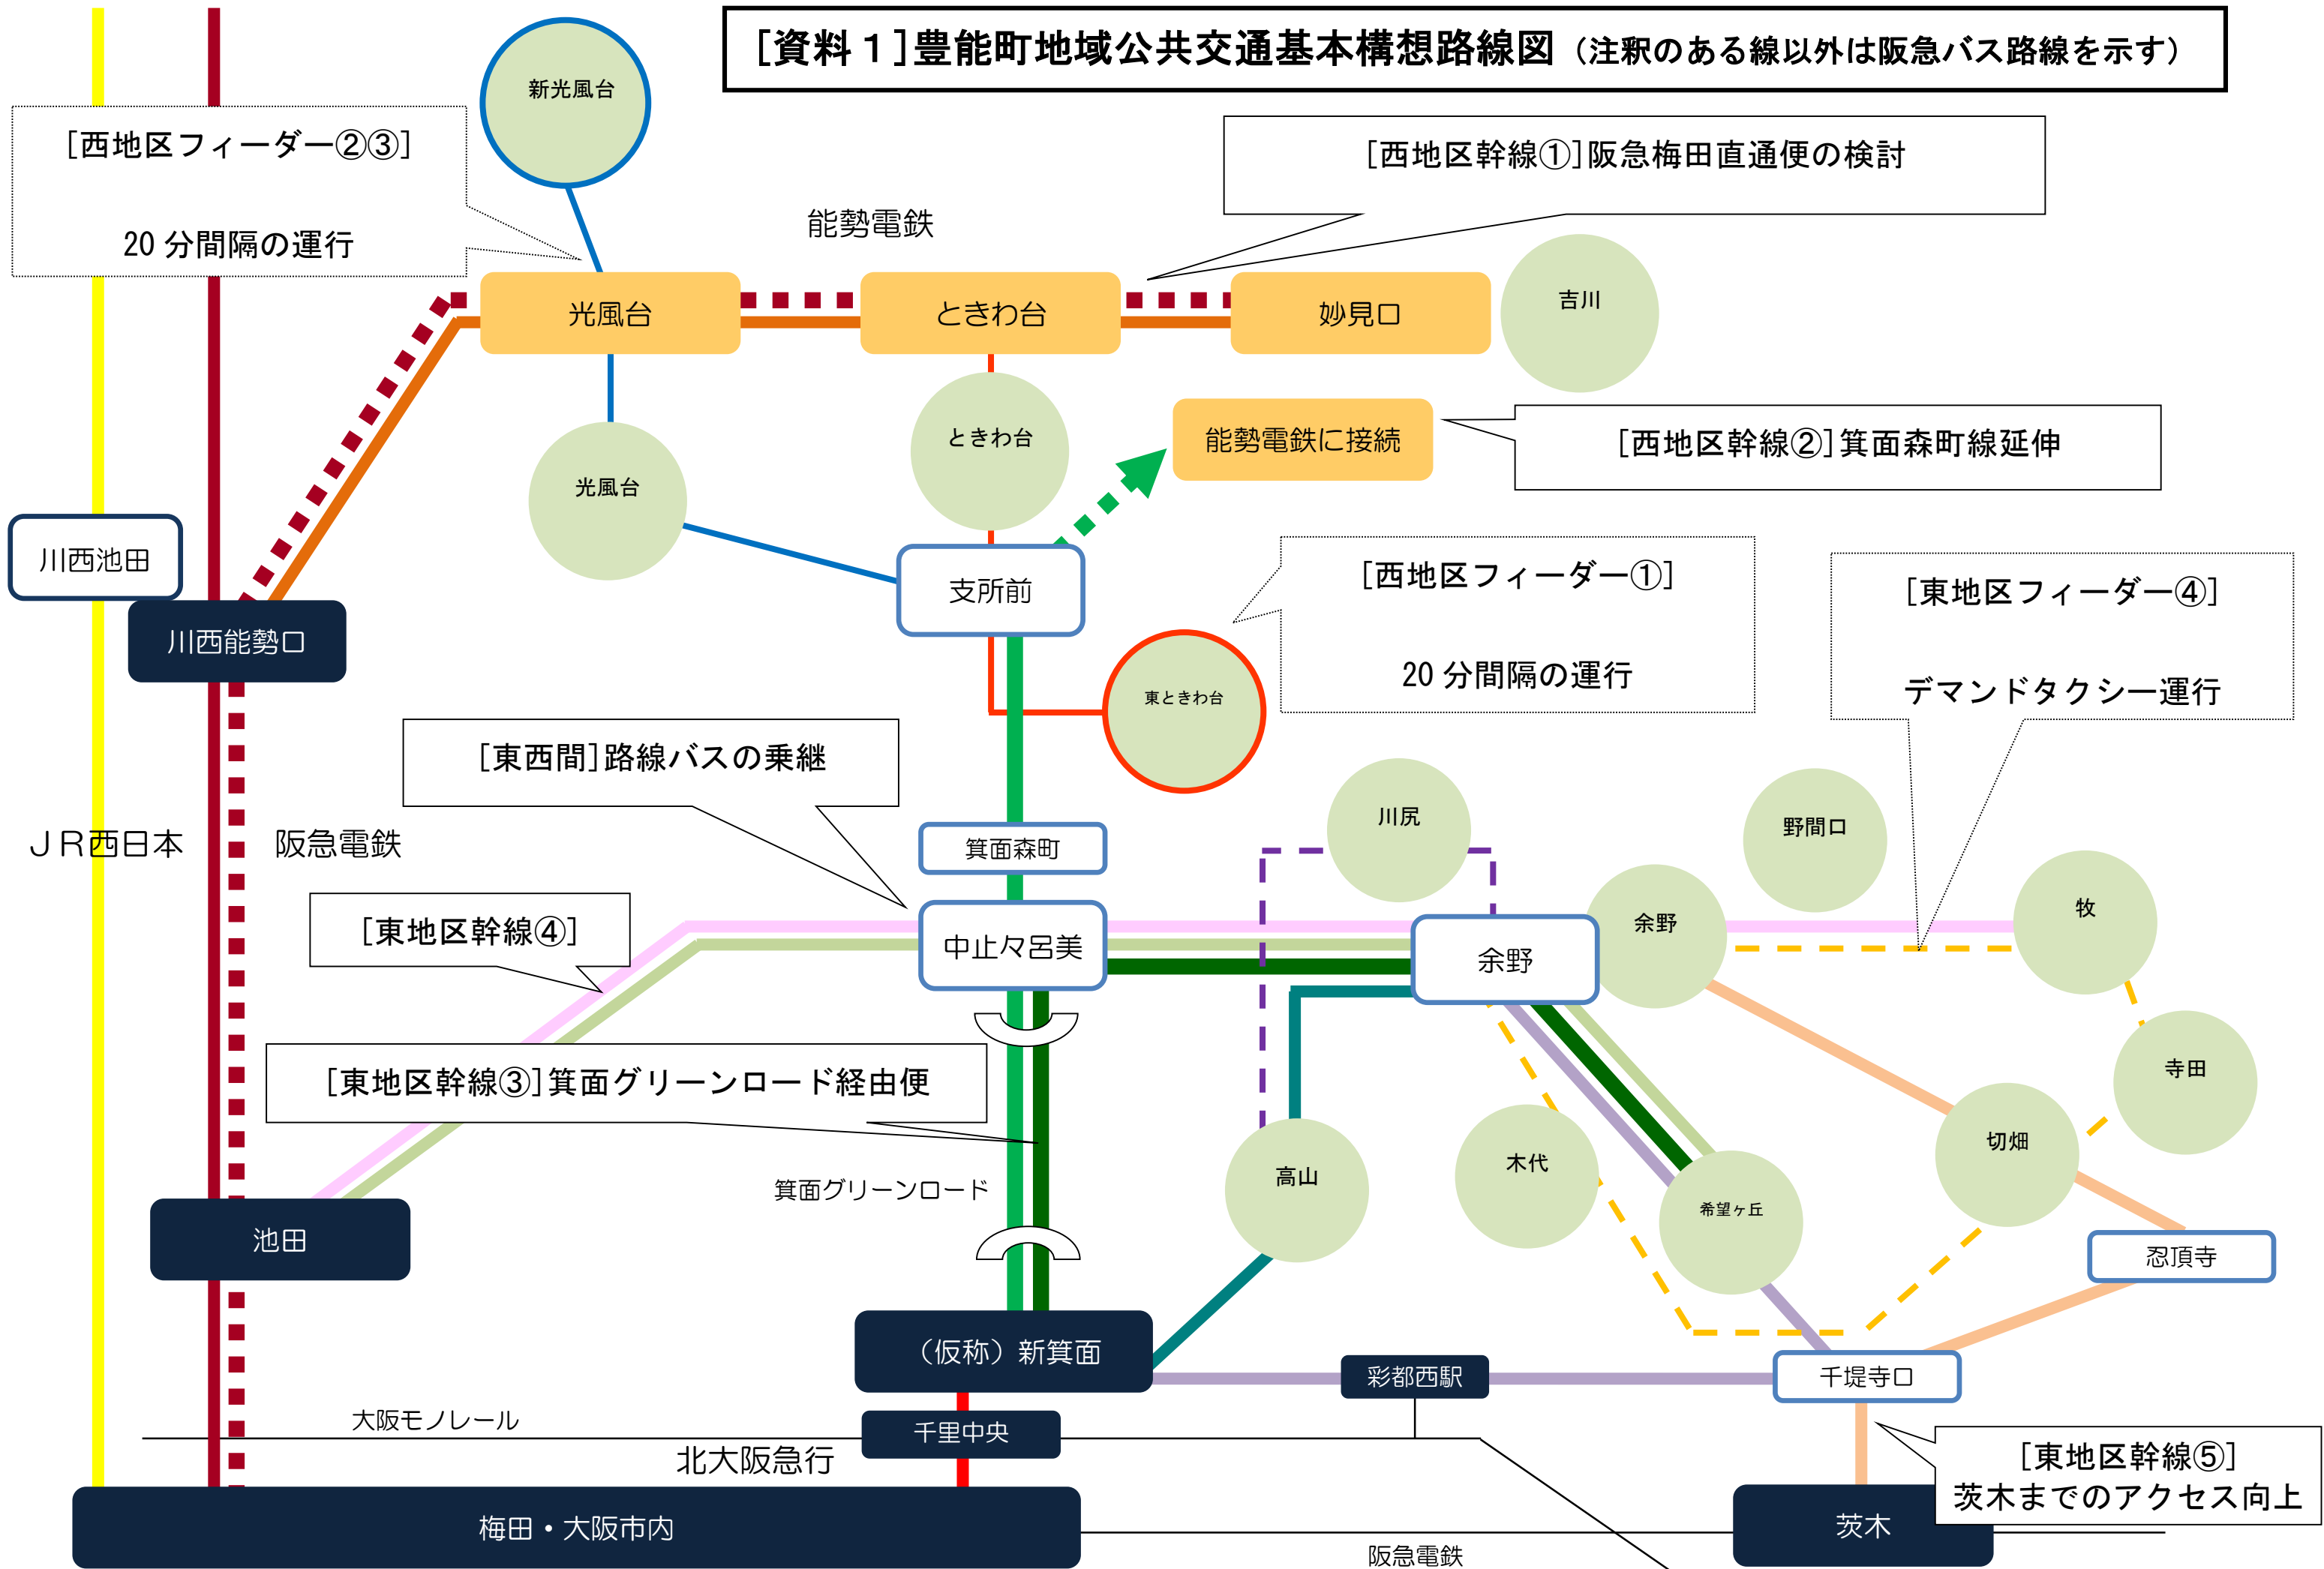 [資料１]豊能町地域公共交通基本構想路線図（注釈のある線以外は阪急バス路線を示す）
新光風台
[西地区フィーダー②③]
20 分間隔の運行
[西地区幹線①]阪急梅田直通便の検討
能勢電鉄
光風台
ときわ台
妙見口
吉川
ときわ台
能勢電鉄に接続
[西地区幹線②]箕面森町線延伸
光風台
川西池田
支所前
[西地区フィーダー①]
20 分間隔の運行
[東地区フィーダー④]
デマンドタクシー運行
川西能勢口
東ときわ台
[東西間]路線バスの乗継
川尻
野間口
ＪＲ西日本
阪急電鉄
箕面森町
[東地区幹線④]
中止々呂美
余野
余野
牧
[東地区幹線③]箕面グリーンロード経由便
寺田
切畑
木代
高山
箕面グリーンロード
希望ヶ丘
池田
忍頂寺
（仮称）新箕面
彩都西駅
千堤寺口
大阪モノレール
千里中央
北大阪急行
[東地区幹線⑤]
茨木までのアクセス向上
梅田・大阪市内
茨木
阪急電鉄